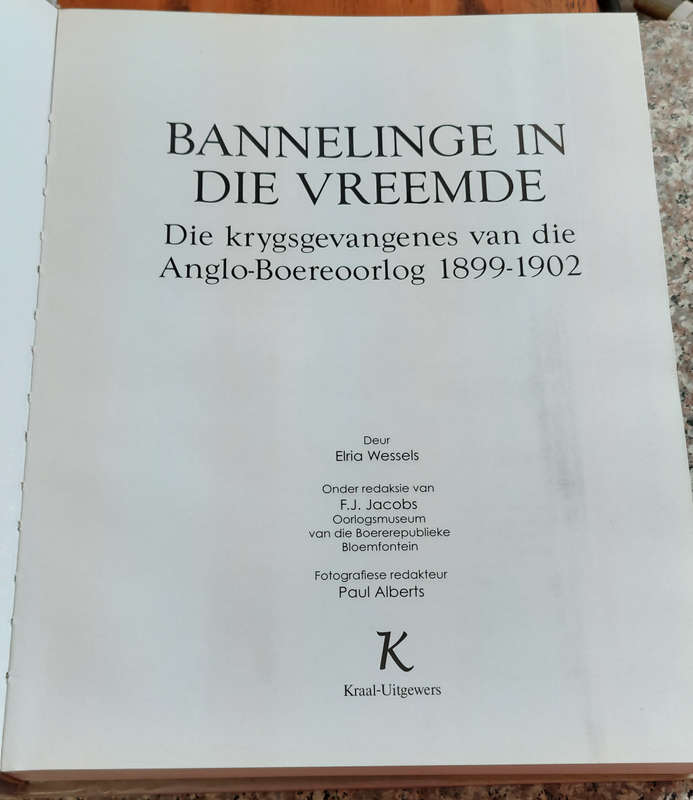 BANNELINGE IN
DIE VREEMDE
Die krygsgevangenes van die
Anglo-Boereoorlog 1899-1902
Deur
Elria Wessels
Onder redaksie van
F.J. Jacobs
Oorlogsmuseum
van die Boererepublieke
Bloemfontein
Fotografiese redakteur
Paul Alberts
K
Kraal-Uitgewers